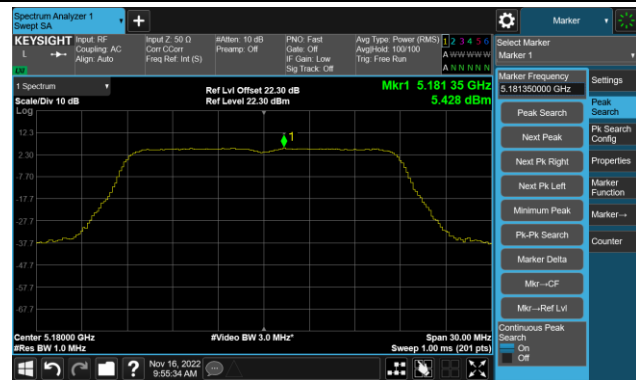 Spectrum Analyzer 1
Swept SA
Marker
KEYSIGHT
L
Input: RF
Coupling: AC
Align: Auto
Input Z: 50 Ω
Corr CCorr
Freq Ref: Int (S)
#Atten: 10 dB
Preamp: Off
PNO: Fast
Gate: Off
IF Gain: Low
Sig Track: Off
Avg Type: Power (RMS)
Avg|Hold: 100/100
Trig: Free Run
1 2 3 4 5 6
A W W W W W
A N N N N N
Select Marker
Marker 1
1 Spectrum
Scale/Div 10 dB
Log
Ref Lvl Offset 22.30 dB
Ref Level 22.30 dBm
Mkr1 5.181 35 GHz
5.428 dBm
12.3
2.30
-7.70
-17.7
-27.7
-37.7
-47.7
-57.7
-67.7
1
Center 5.18000 GHz
#Res BW 1.0 MHz
#Video BW 3.0 MHz*
Span 30.00 MHz
Sweep 1.00 ms (201 pts)
Marker Frequency
5.181350000 GHz
Peak Search
Next Peak
Next Pk Right
Next Pk Left
Minimum Peak
Pk-Pk Search
Marker Delta
Mkr→CF
Mkr→Ref Lvl
Continuous Peak
Search
On
Off
Settings
Peak
Search
Pk Search
Config
Properties
Marker
Function
Marker→
Counter
Nov 16, 2022
9:55:34 AM